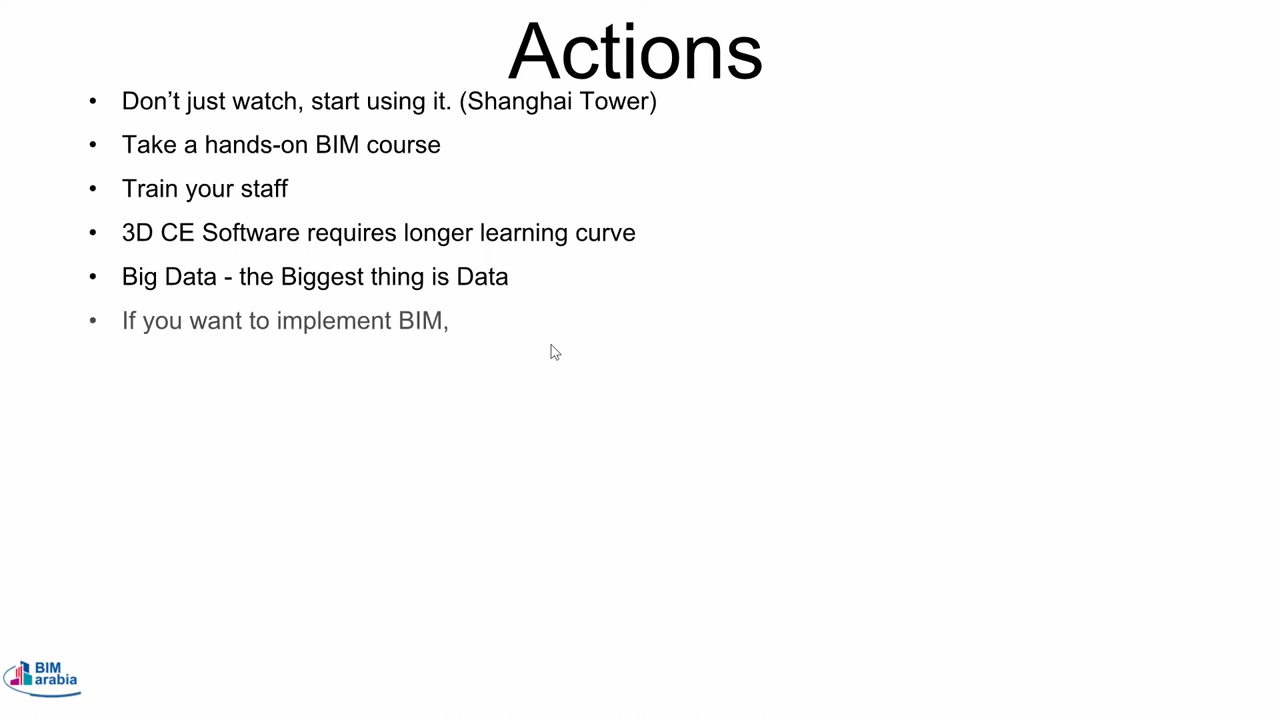 Actions
• Don’t just watch, start using it. (Shanghai Tower)
• Take a hands-on BIM course
• Train your staff
• 3D CE Software requires longer learning curve
• Big Data - the Biggest thing is Data
• If you want to implement BIM,
BIM
arabia